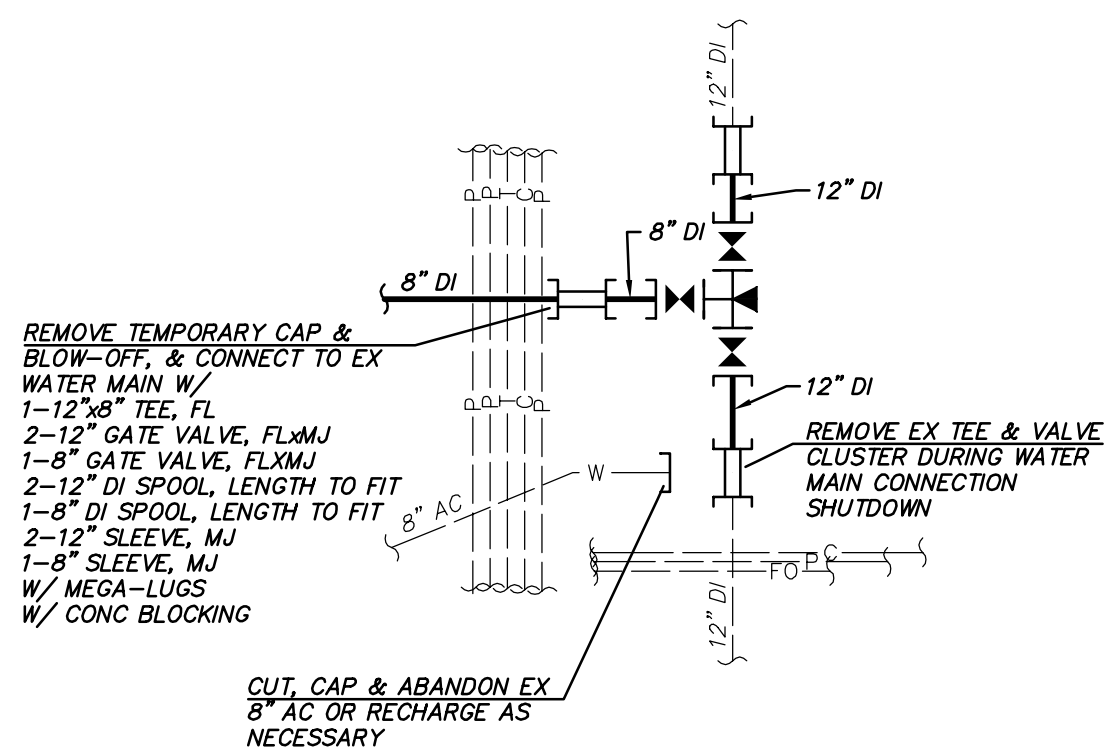 12" DI
P P T C P
12" DI
8" DI
8" DI
REMOVE TEMPORARY CAP &
BLOW-OFF, & CONNECT TO EX
WATER MAIN W/
1-12"x8" TEE, FL
2-12" GATE VALVE, FLxMJ
1-8" GATE VALVE, FLXMJ
2-12" DI SPOOL, LENGTH TO FIT
1-8" DI SPOOL, LENGTH TO FIT
2-12" SLEEVE, MJ
1-8" SLEEVE, MJ
W/ MEGA-LUGS
W/ CONC BLOCKING
P P T C P
12" DI
REMOVE EX TEE & VALVE
CLUSTER DURING WATER
MAIN CONNECTION
SHUTDOWN
W
8" AC
C
P
FO
12" DI
CUT, CAP & ABANDON EX
8" AC OR RECHARGE AS
NECESSARY